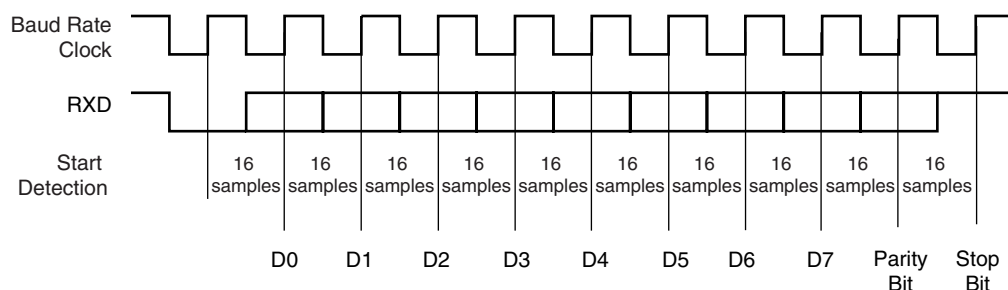 Baud Rate
Clock
RXD
Start
Detection
16 16 16 16 16 16 16 16 16 16
samples samples samples samples samples samples samples samples samples samples
D0 D1 D2 D3 D4 D5 D6 D7 Parity Stop
Bit Bit